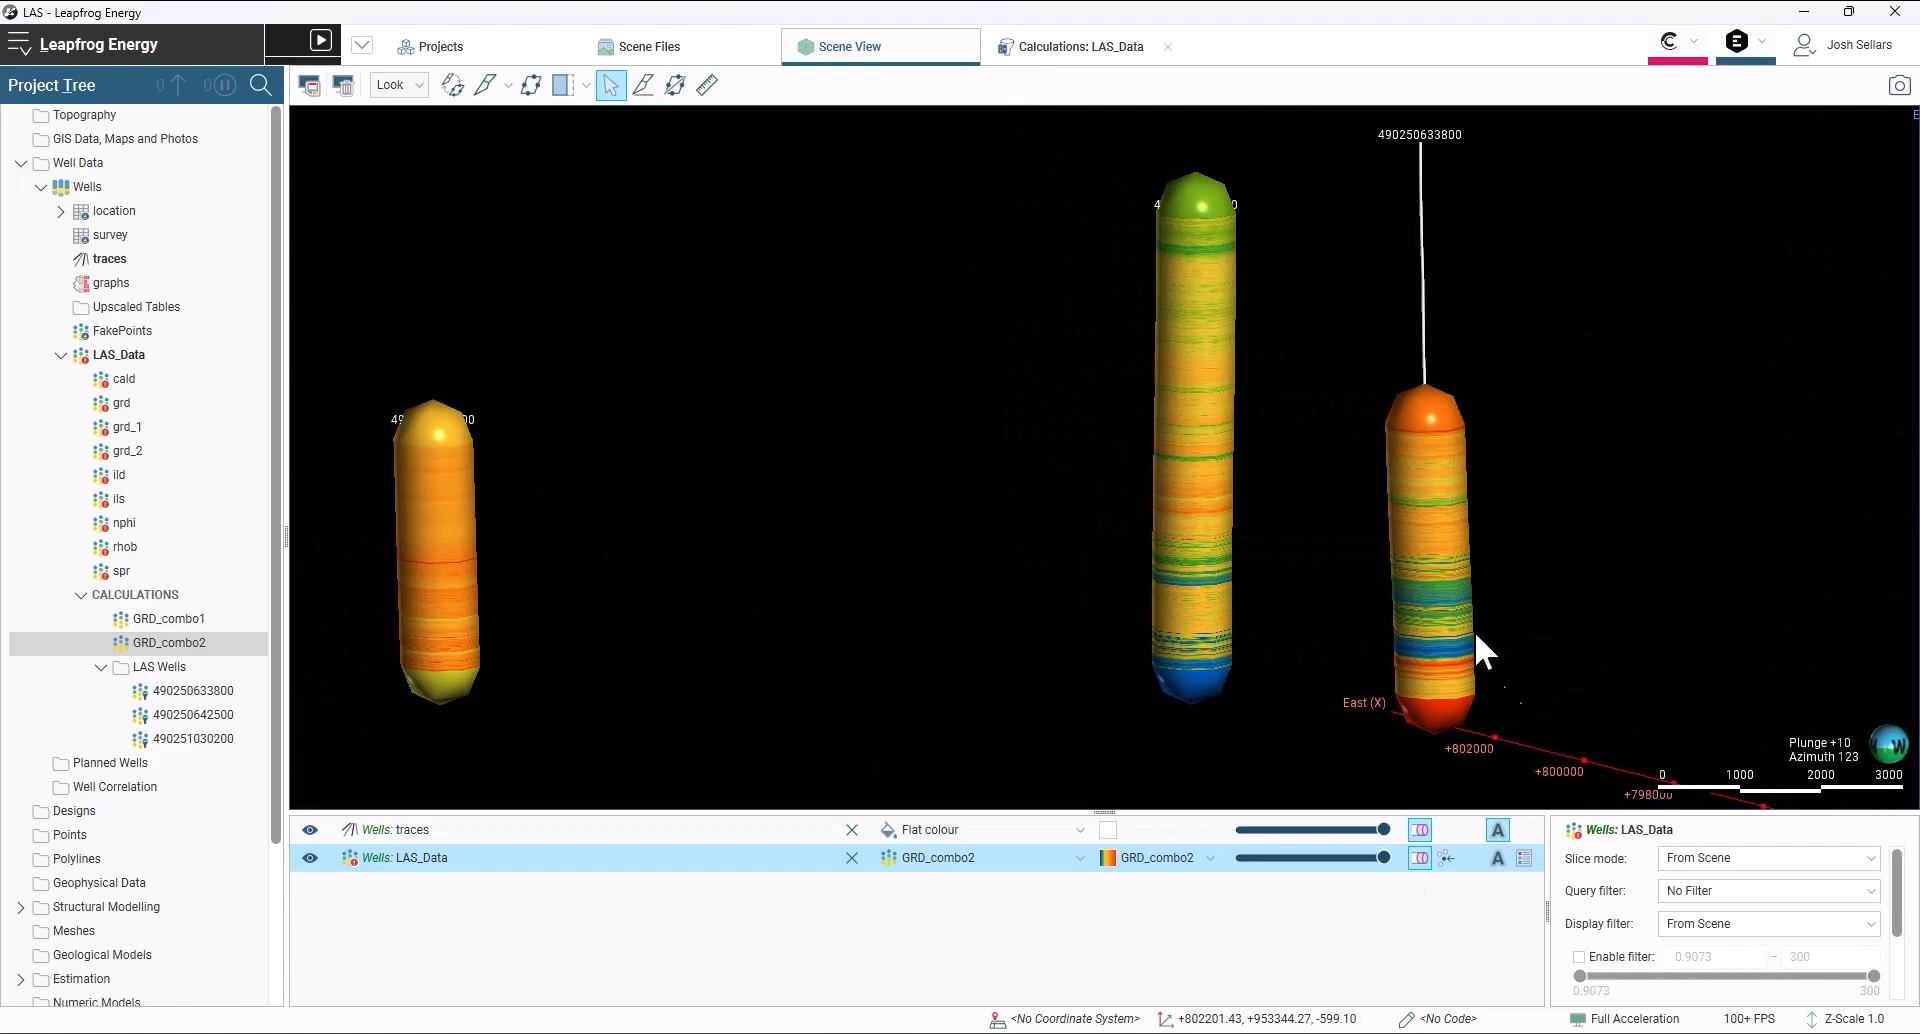 LAS - Leapfrog Energy
Leapfrog Energy
Projects
Scene Files
Scene View
Calculations: LAS_Data
Josh Sellars
Project Tree
0
0
Look
Topography
GIS Data, Maps and Photos
Well Data
Wells
location
survey
traces
graphs
Upscaled Tables
FakePoints
LAS_Data
cald
grd
grd_1
grd_2
ild
ils
nphi
rhob
spr
CALCULATIONS
GRD_combo1
GRD_combo2
LAS Wells
490250633800
490250642500
490251030200
Planned Wells
Well Correlation
Designs
Points
Polylines
Geophysical Data
Structural Modelling
Meshes
Geological Models
Estimation
Numeric Models
490250633800
East (X)
+802000
+800000
+798000
Plunge +10
Azimuth 123
0 1000 2000 3000
Wells: traces
Flat colour
A
Wells: LAS_Data
GRD_combo2
GRD_combo2
A
Wells: LAS_Data
Slice mode: From Scene
Query filter: No Filter
Display filter: From Scene
Enable filter: 0.9073 – 300
0.9073 300
<No Coordinate System>
+802201.43, +953344.27, -599.10
<No Code>
Full Acceleration
100+ FPS
Z-Scale 1.0